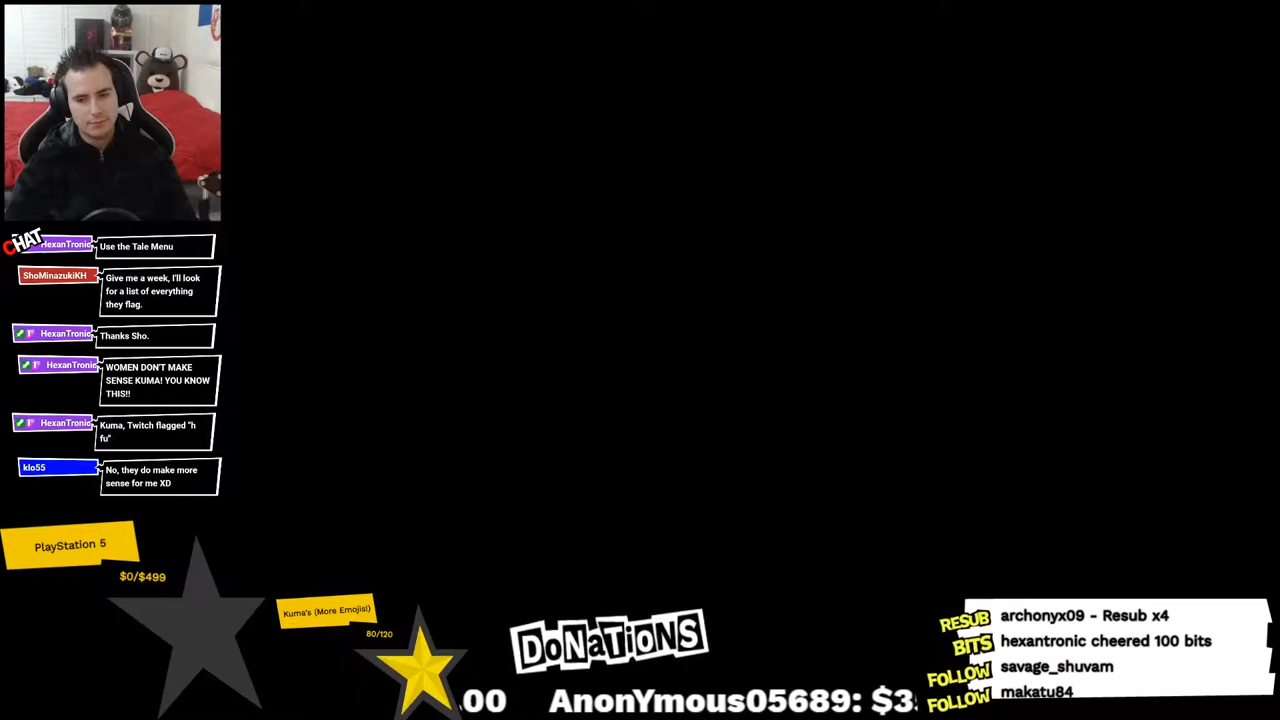 CHAT
HexanTronic
Use the Tale Menu
ShoMinazukiKH
Give me a week, I'll look
for a list of everything
they flag.
HexanTronic
Thanks Sho.
HexanTronic
WOMEN DON'T MAKE
SENSE KUMA! YOU KNOW
THIS!!
HexanTronic
Kuma, Twitch flagged "h
fu"
klo55
No, they do make more
sense for me XD
PlayStation 5
$0/$499
Kuma's (More Emojis!)
80/120
DoNaTiONS
.00 AnonYmous05689: $3
RESUB archonyx09 - Resub x4
BITS hexantronic cheered 100 bits
FOLLOW savage_shuvam
FOLLOW makatu84